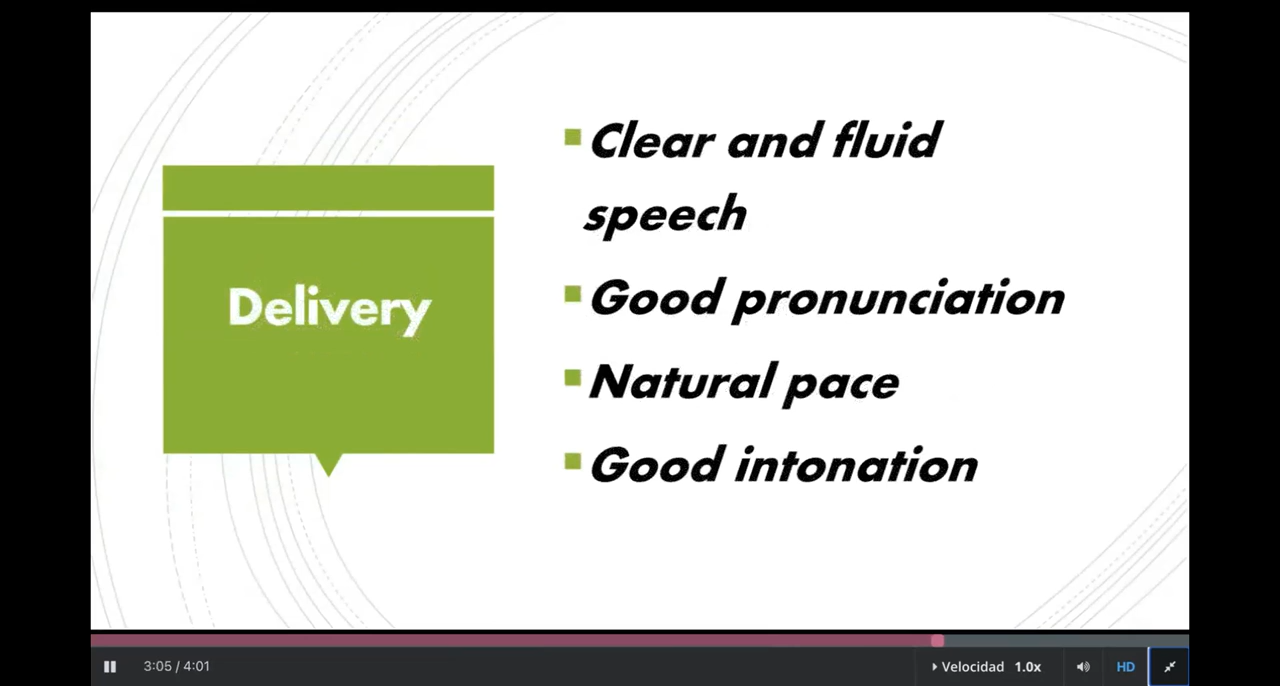 Delivery
Clear and fluid
speech
Good pronunciation
Natural pace
Good intonation
3:05 / 4:01
Velocidad 1.0x
HD